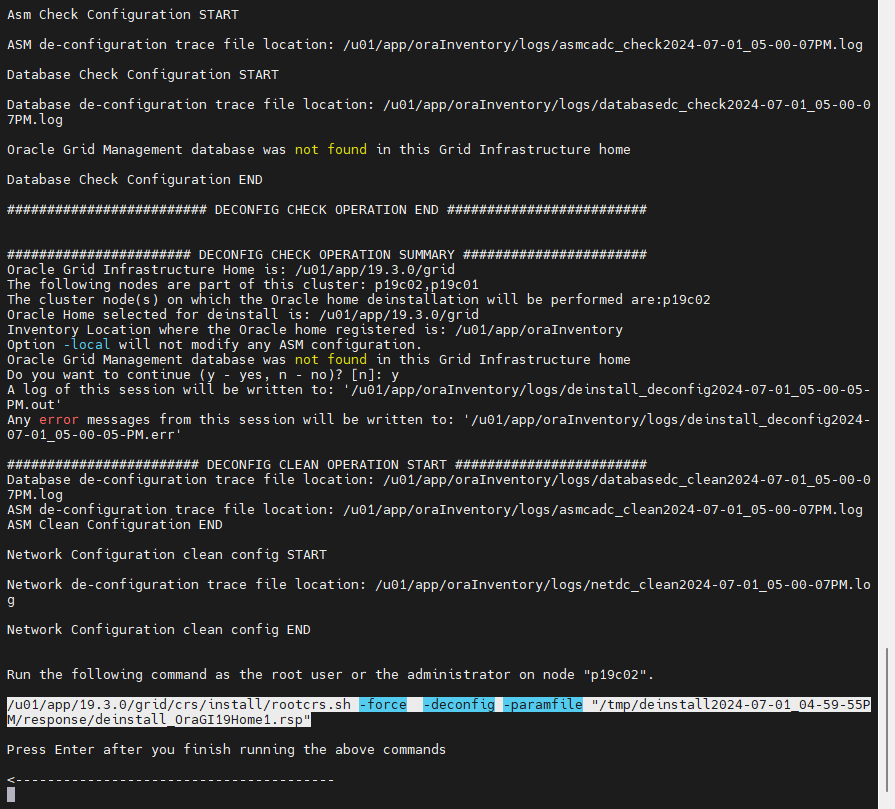 Asm Check Configuration START
ASM de-configuration trace file location: /u01/app/oraInventory/logs/asmcadc_check2024-07-01_05-00-07PM.log
Database Check Configuration START
Database de-configuration trace file location: /u01/app/oraInventory/logs/databasedc_check2024-07-01_05-00-0
7PM.log
Oracle Grid Management database was not found in this Grid Infrastructure home
Database Check Configuration END
######################### DECONFIG CHECK OPERATION END #########################
####################### DECONFIG CHECK OPERATION SUMMARY #######################
Oracle Grid Infrastructure Home is: /u01/app/19.3.0/grid
The following nodes are part of this cluster: p19c02,p19c01
The cluster node(s) on which the Oracle home deinstallation will be performed are:p19c02
Oracle Home selected for deinstall is: /u01/app/19.3.0/grid
Inventory Location where the Oracle home registered is: /u01/app/oraInventory
Option -local will not modify any ASM configuration.
Oracle Grid Management database was not found in this Grid Infrastructure home
Do you want to continue (y - yes, n - no)? [n]: y
A log of this session will be written to: '/u01/app/oraInventory/logs/deinstall_deconfig2024-07-01_05-00-05-
PM.out'
Any error messages from this session will be written to: '/u01/app/oraInventory/logs/deinstall_deconfig2024-
07-01_05-00-05-PM.err'
######################## DECONFIG CLEAN OPERATION START ########################
Database de-configuration trace file location: /u01/app/oraInventory/logs/databasedc_clean2024-07-01_05-00-0
7PM.log
ASM de-configuration trace file location: /u01/app/oraInventory/logs/asmcadc_clean2024-07-01_05-00-07PM.log
ASM Clean Configuration END
Network Configuration clean config START
Network de-configuration trace file location: /u01/app/oraInventory/logs/netdc_clean2024-07-01_05-00-07PM.lo
g
Network Configuration clean config END
Run the following command as the root user or the administrator on node "p19c02".
/u01/app/19.3.0/grid/crs/install/rootcrs.sh -force  -deconfig -paramfile "/tmp/deinstall2024-07-01_04-59-55P
M/response/deinstall_OraGI19Home1.rsp"
Press Enter after you finish running the above commands
<----------------------------------------